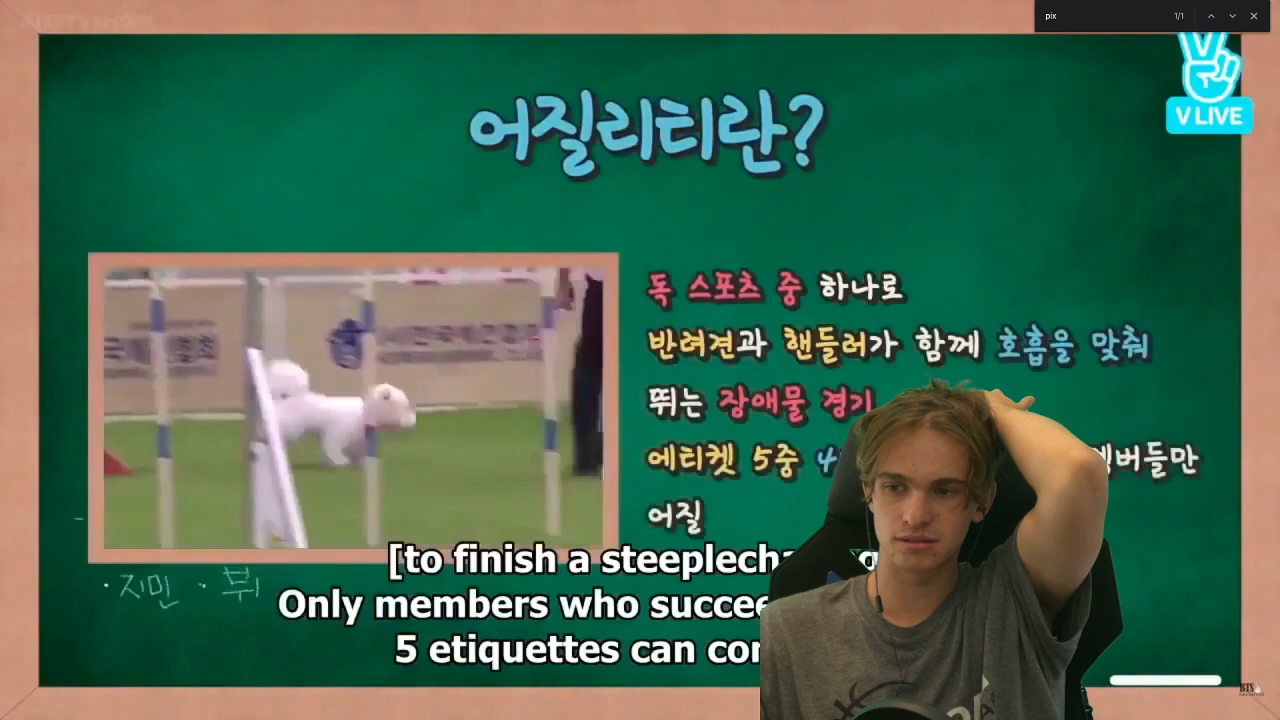 pix 1/1
V LIVE
어질리티란?
독 스포츠 중 하나로
반려견과 핸들러가 함께 호흡을 맞춰
뛰는 장애물 경기
에티켓 5중
어질
· 지민 · 뷔
[to finish a steeplecha
Only members who succee
5 etiquettes can
BTS